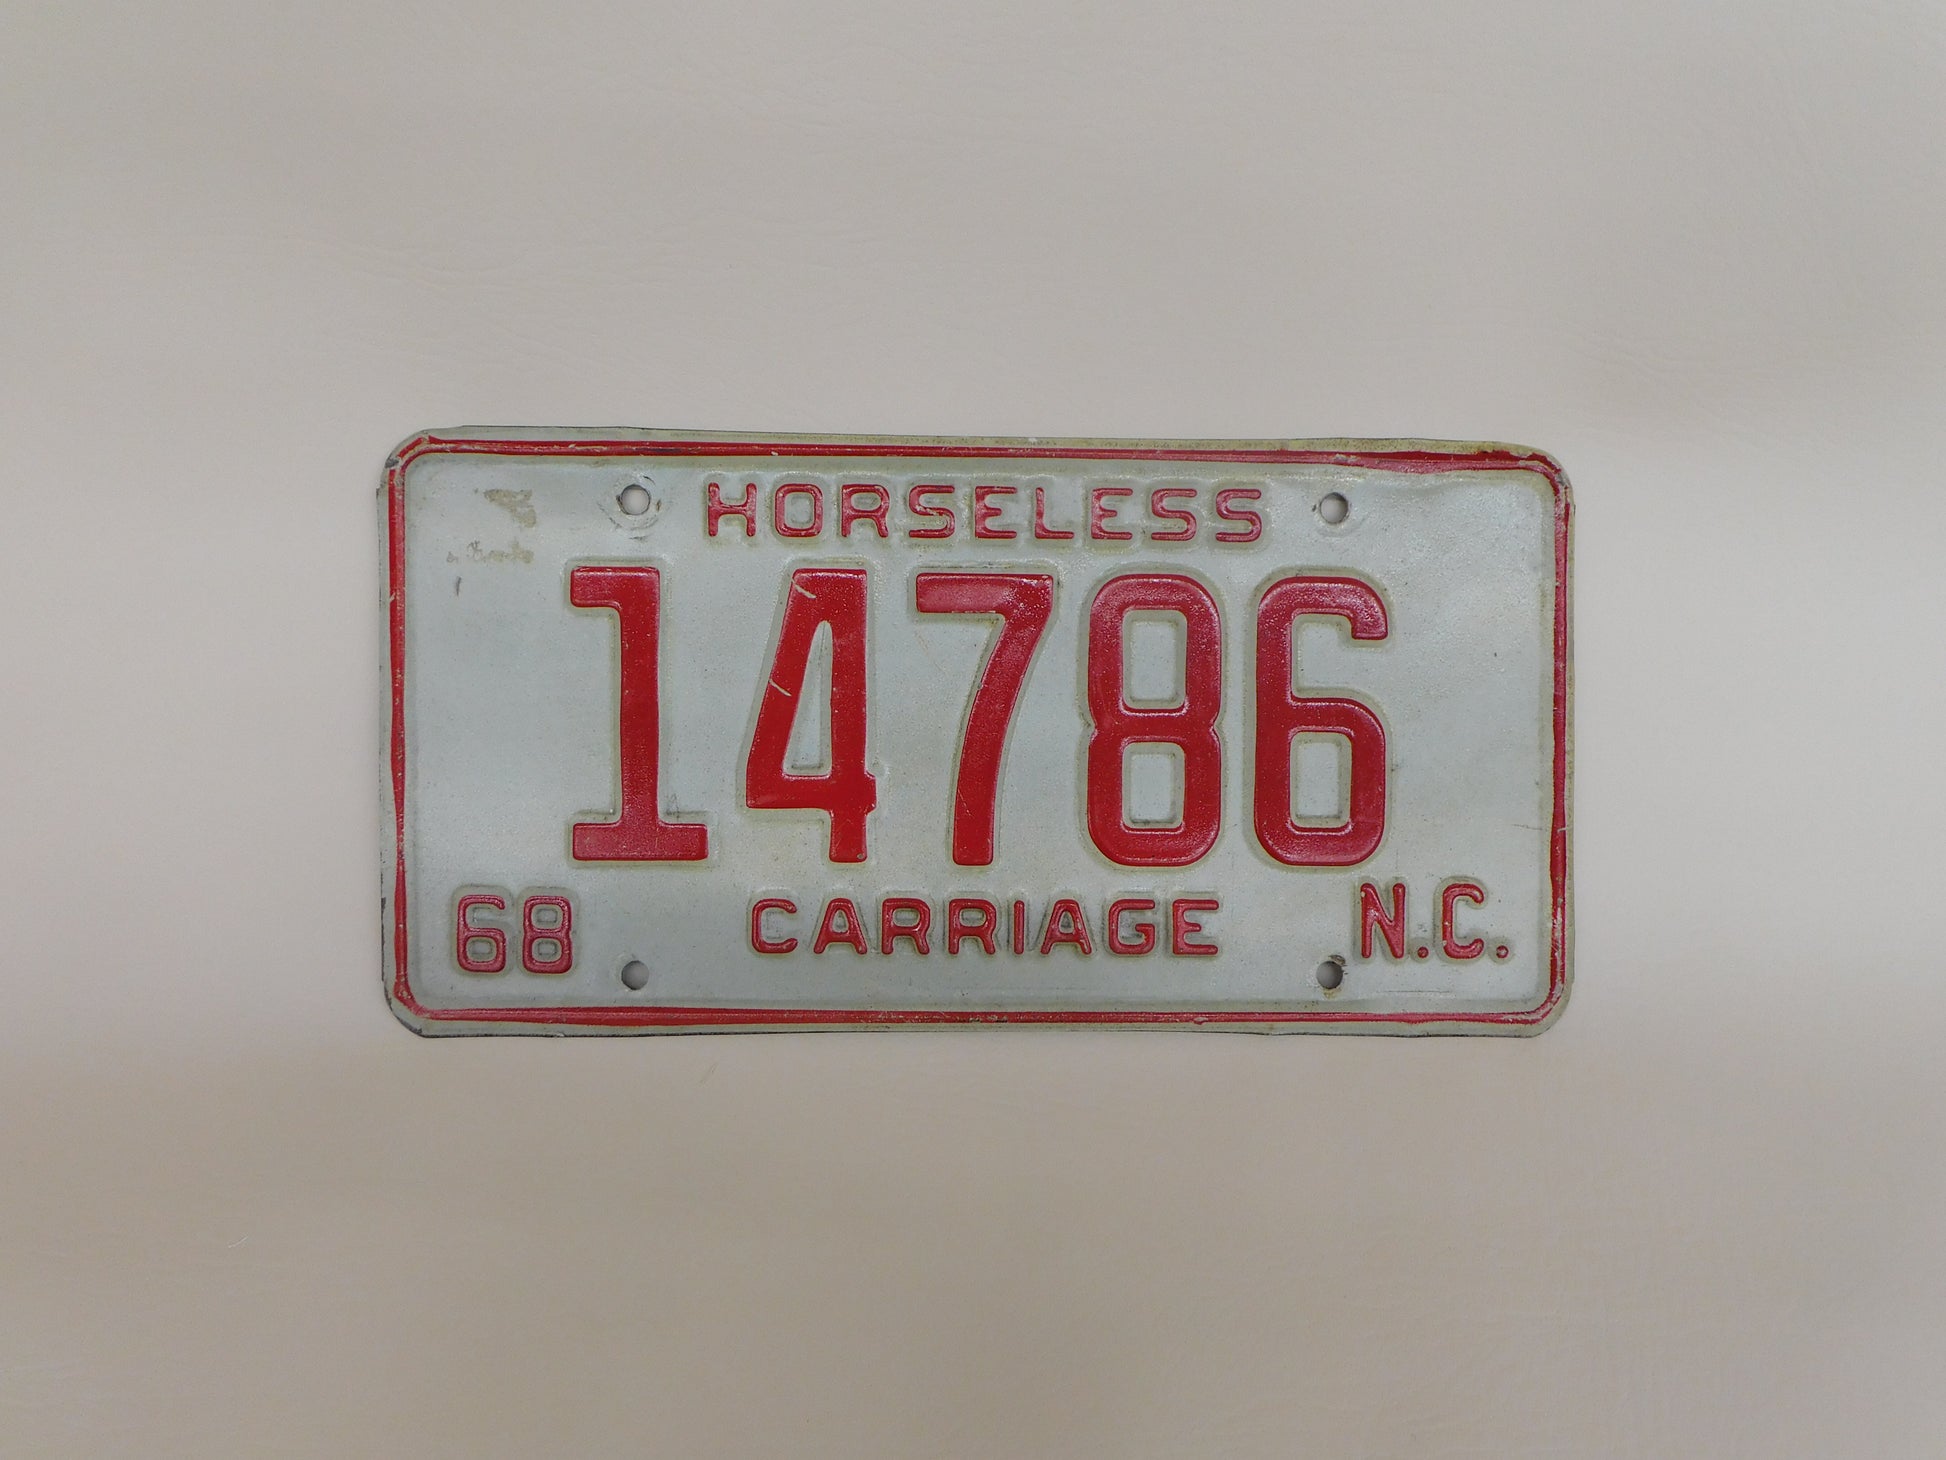 HORSELESS
14786
68 CARRIAGE N.C.